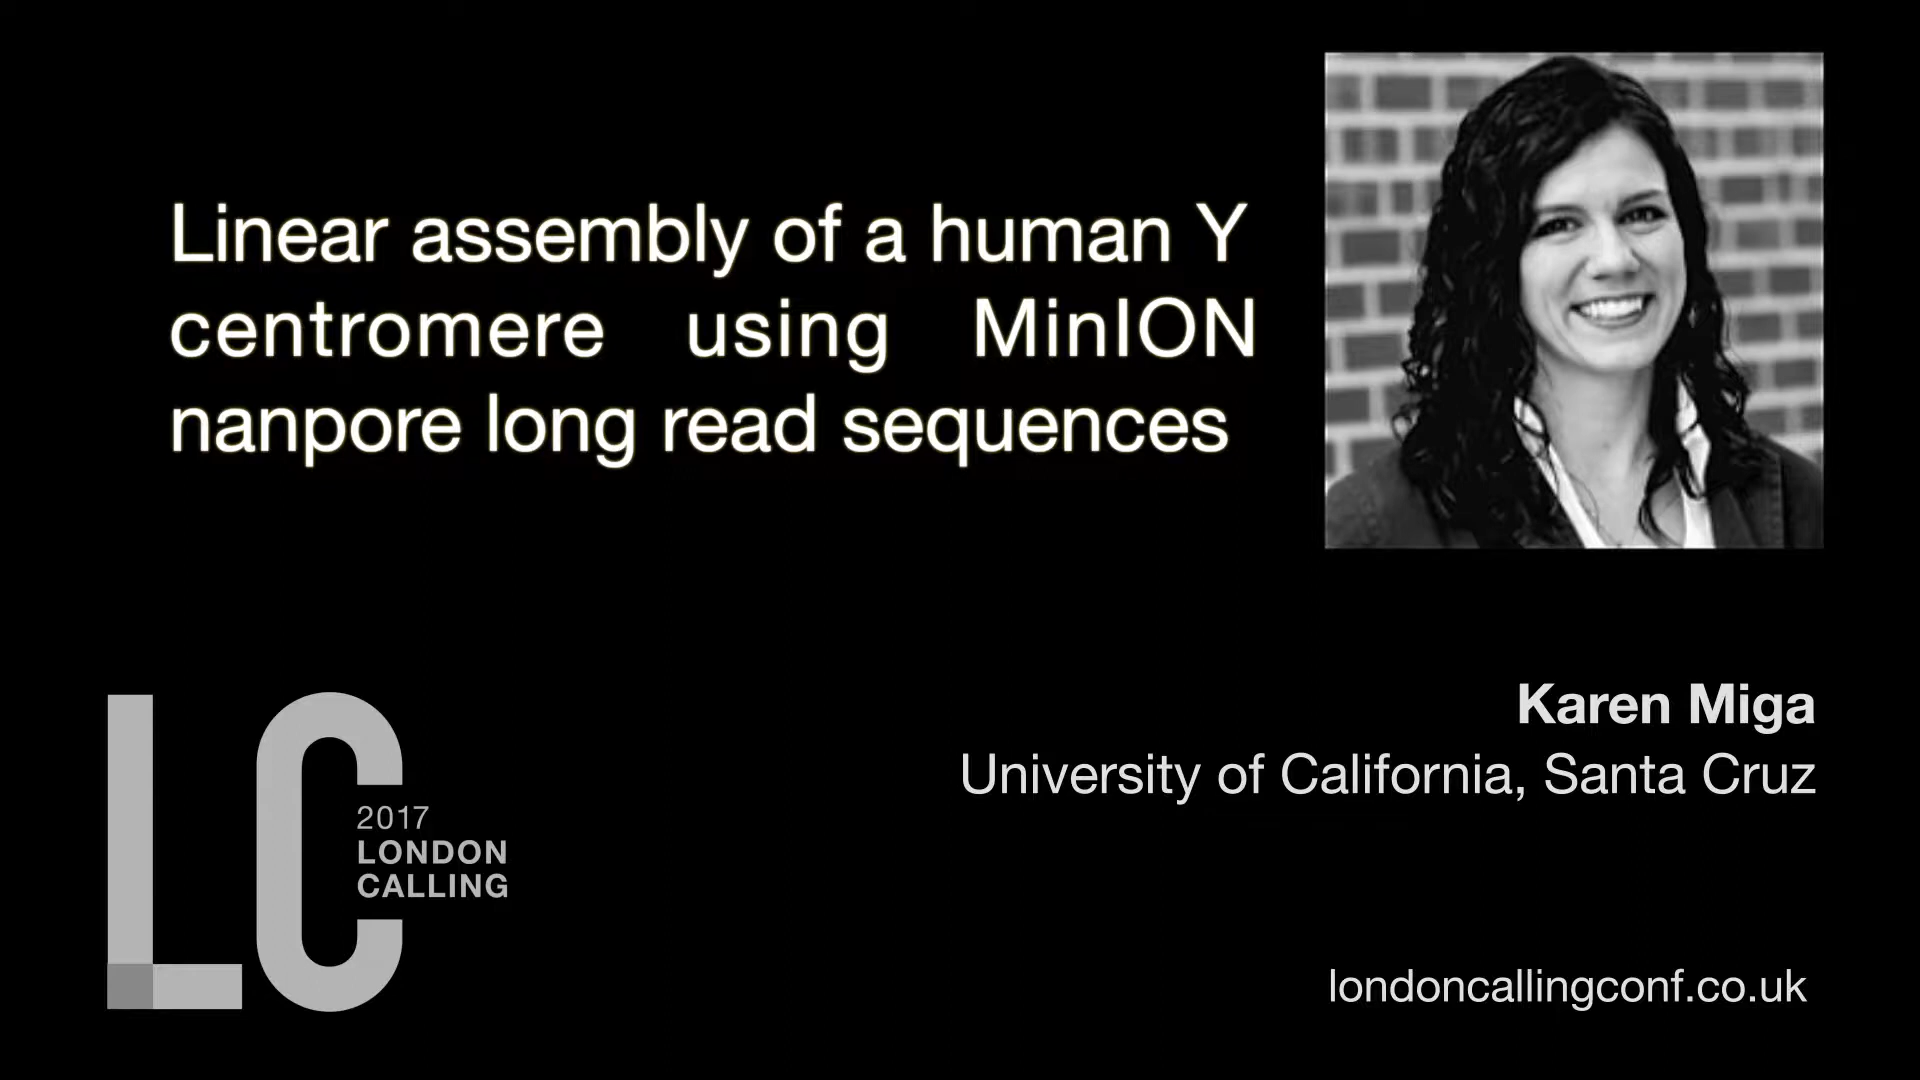 Linear assembly of a human Y
centromere using MinION
nanpore long read sequences
Karen Miga
University of California, Santa Cruz
LC
2017
LONDON
CALLING
londoncallingconf.co.uk